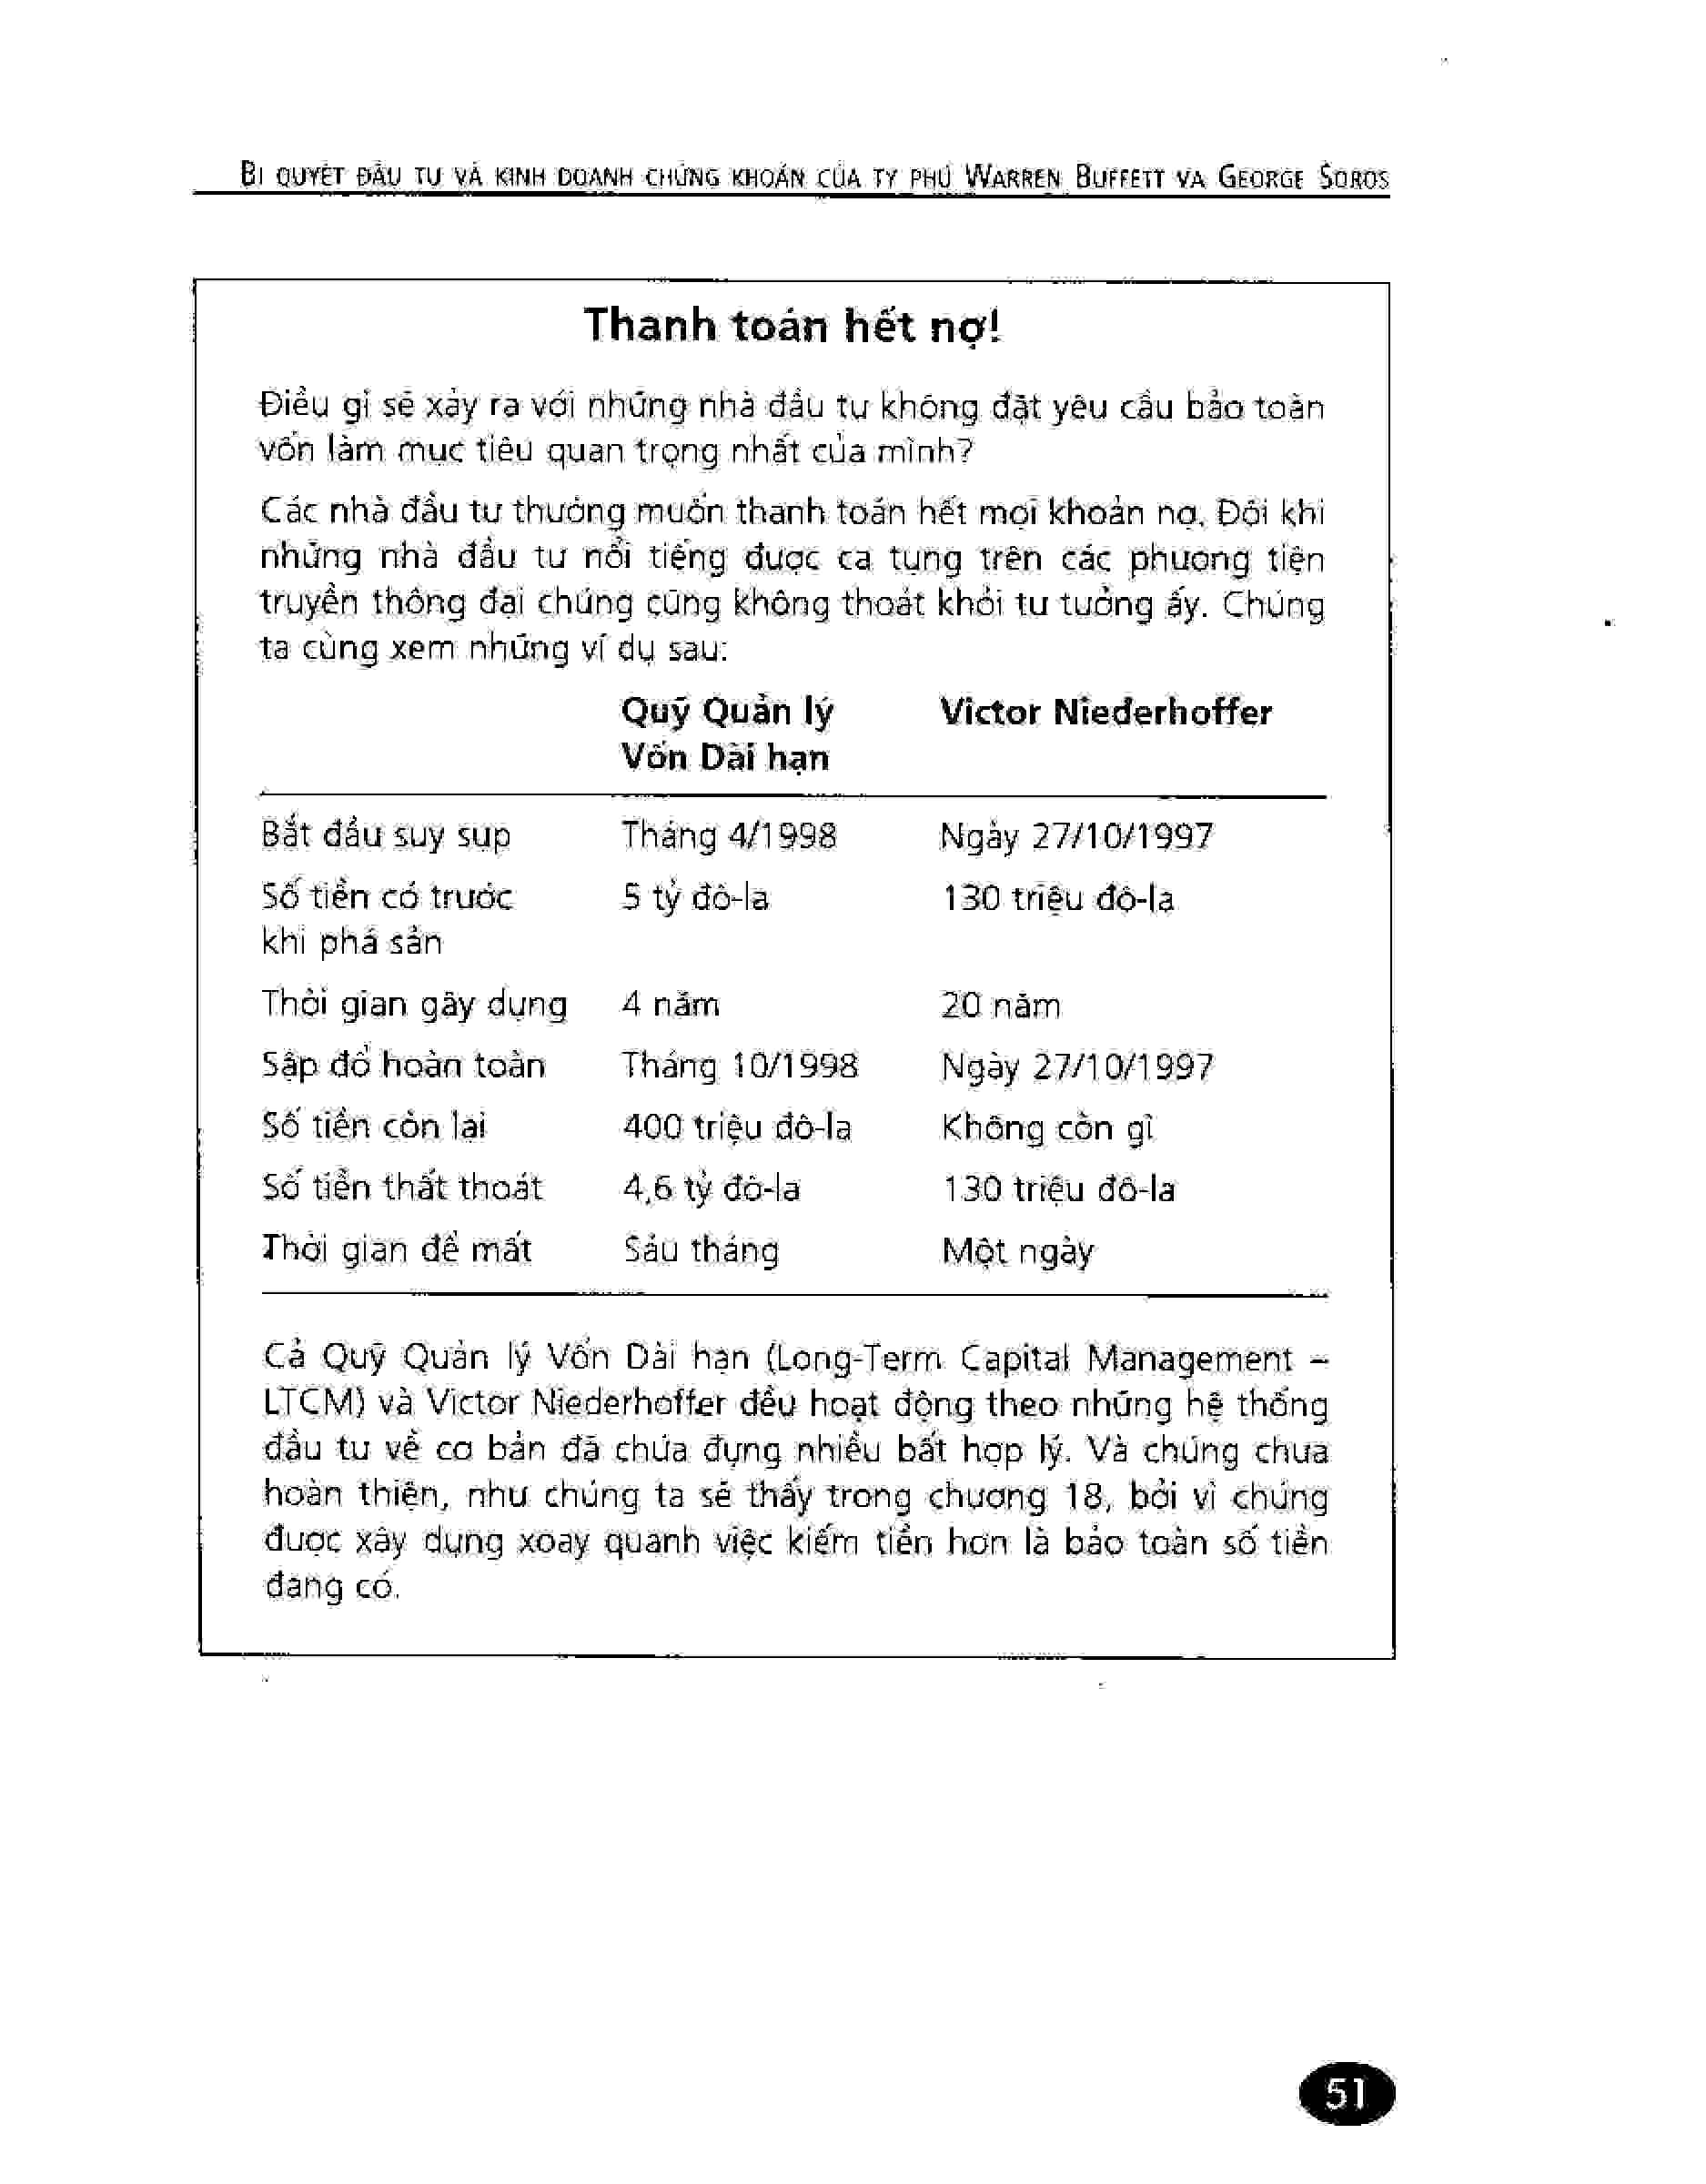 BÍ QUYẾT ĐẦU TƯ VÀ KINH DOANH CHỨNG KHOÁN CỦA TỶ PHÚ WARREN BUFFETT VÀ GEORGE SOROS
Thanh toán hết nợ!
Điều gì sẽ xảy ra với những nhà đầu tư không đặt yêu cầu bảo toàn
vốn làm mục tiêu quan trọng nhất của mình?
Các nhà đầu tư thường muốn thanh toán hết mọi khoản nợ. Đôi khi
những nhà đầu tư nổi tiếng được ca tụng trên các phương tiện
truyền thông đại chúng cũng không thoát khỏi tư tưởng ấy. Chúng
ta cùng xem những ví dụ sau:
Quỹ Quản lý Victor Niederhoffer
Vốn Dài hạn
Bắt đầu suy sụp Tháng 4/1998 Ngày 27/10/1997
Số tiền có trước 5 tỷ đô-la 130 triệu đô-la
khi phá sản
Thời gian gây dựng 4 năm 20 năm
Sập đổ hoàn toàn Tháng 10/1998 Ngày 27/10/1997
Số tiền còn lại 400 triệu đô-la Không còn gì
Số tiền thất thoát 4,6 tỷ đô-la 130 triệu đô-la
Thời gian để mất Sáu tháng Một ngày
Cả Quỹ Quản lý Vốn Dài hạn (Long-Term Capital Management –
LTCM) và Victor Niederhoffer đều hoạt động theo những hệ thống
đầu tư về cơ bản đã chứa đựng nhiều bất hợp lý. Và chúng chưa
hoàn thiện, như chúng ta sẽ thấy trong chương 18, bởi vì chúng
được xây dựng xoay quanh việc kiếm tiền hơn là bảo toàn số tiền
đang có.
51